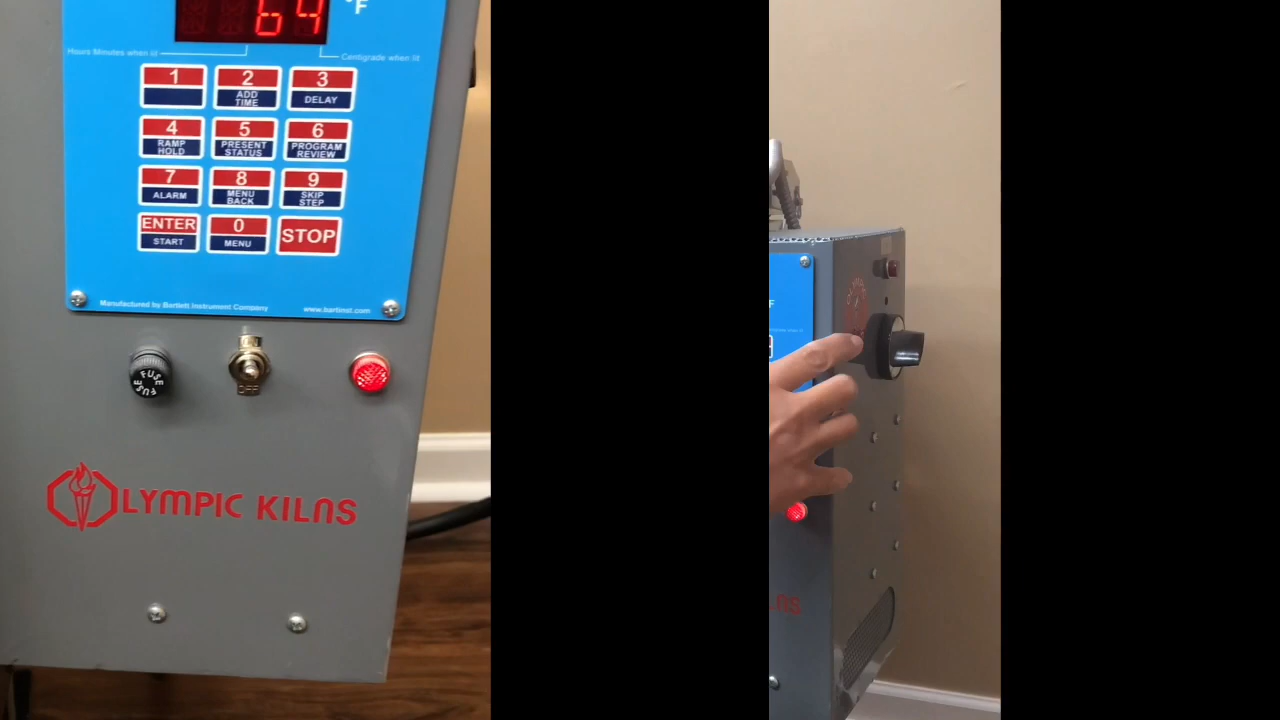 64 °F
Hours Minutes when lit
Centigrade when lit
1
2 ADD TIME
3 DELAY
4 RAMP HOLD
5 PRESENT STATUS
6 PROGRAM REVIEW
7 ALARM
8 MENU BACK
9 SKIP STEP
ENTER START
0 MENU
STOP
Manufactured by Bartlett Instrument Company
www.bartinst.com
FUSE FUSE
OFF
OLYMPIC KILNS
F
LNS